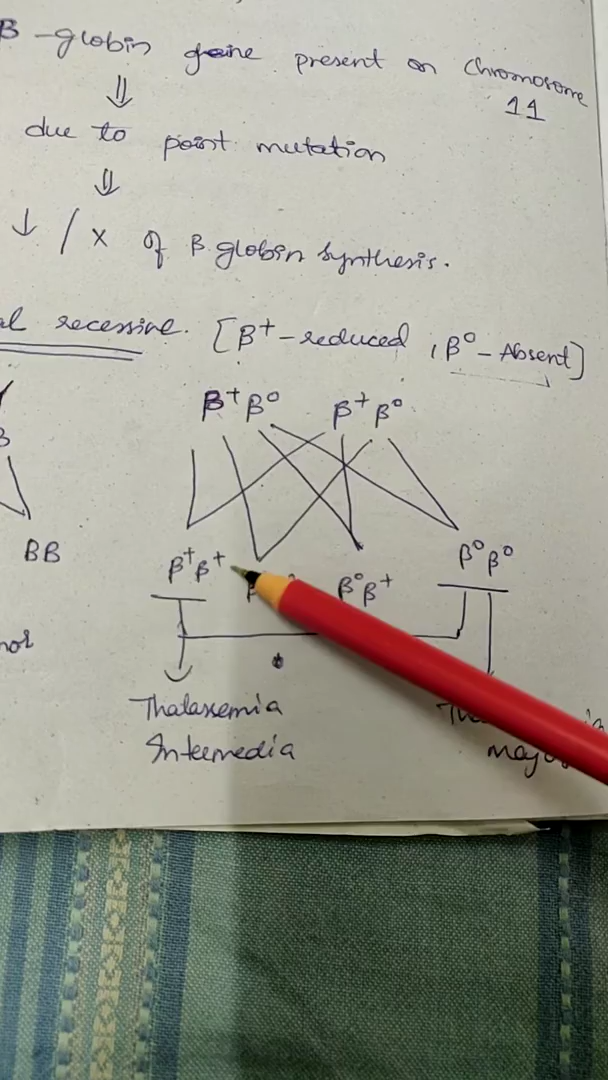 β-globin gene present on chromosome 11
⇓
due to point mutation
⇓
↓ / x of β globin synthesis.
al recessive. [β⁺-reduced, β⁰-Absent]
β⁺β⁰ β⁺β⁰
BB
β⁺β⁺ β⁰β⁺ β⁰β⁰
Thalassemia
Intermedia